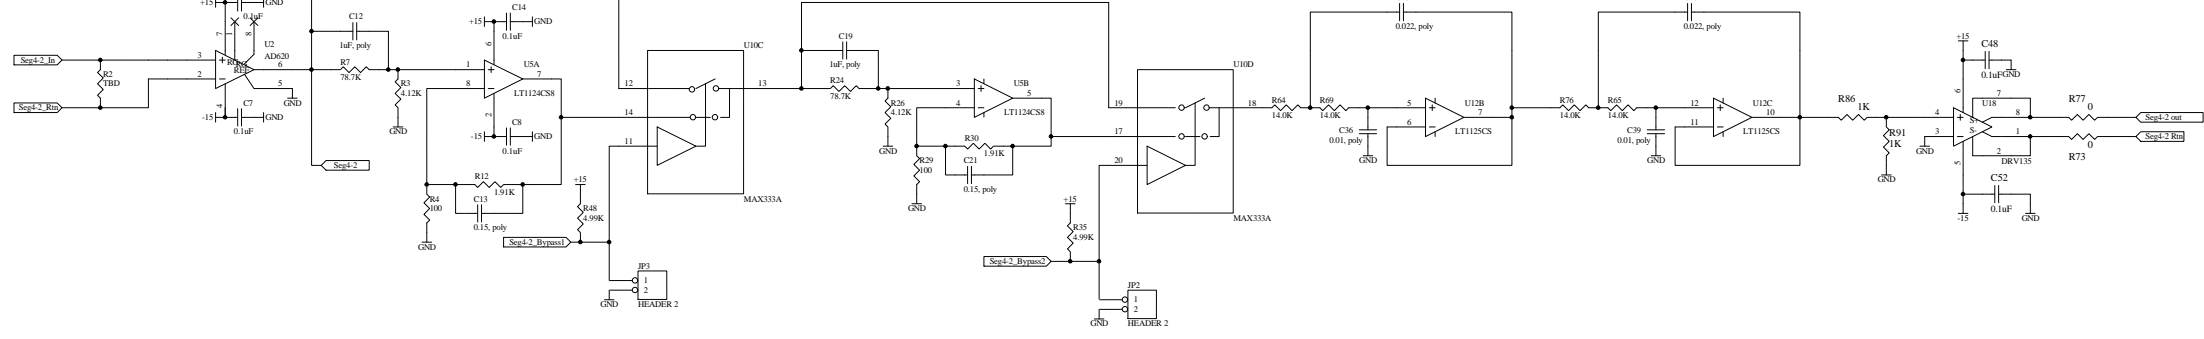 +15
GND
0.1uF
7
1
8
U2
AD620
Seg4-2_In
3
R2
TBD
2
RG
RG
REF
6
5
GND
Seg4-2_Rtn
4
C7
-15
GND
0.1uF
C12
1uF, poly
R7
78.7K
R3
4.12K
GND
Seg4-2
C14
+15
GND
0.1uF
6
U5A
1
7
8
LT1124CS8
2
C8
-15
GND
0.1uF
R12
1.91K
R4
100
C13
0.15, poly
GND
+15
R48
4.99K
Seg4-2_Bypass1
JP3
1
2
GND
HEADER 2
U10C
12
13
14
11
MAX333A
C19
1uF, poly
R24
78.7K
R26
4.12K
GND
U5B
3
5
4
LT1124CS8
R30
1.91K
R29
100
C21
0.15, poly
GND
+15
R35
4.99K
Seg4-2_Bypass2
JP2
1
2
GND
HEADER 2
U10D
19
18
17
20
MAX333A
R64
14.0K
R69
14.0K
0.022, poly
C36
0.01, poly
GND
5
U12B
7
6
LT1125CS
R76
14.0K
R65
14.0K
0.022, poly
C39
0.01, poly
GND
12
U12C
10
11
LT1125CS
R86
1K
R91
1K
GND
+15
C48
0.1uF
GND
6
U18
7
4
8
S+
S-
3
1
2
GND
DRV135
5
R77
0
Seg4-2 out
Seg4-2 Rtn
R73
0
C52
0.1uF
-15
GND